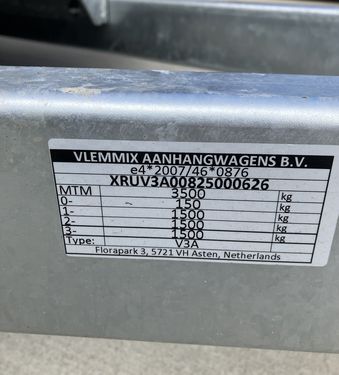 VLEMMIX AANHANGWAGENS B.V.
e4*2007/46*0876
XRUV3A00825000626
MTM 3500 kg
0- 150 kg
1- 1500 kg
2- 1500 kg
3- 1500 kg
Type: V3A
Florapark 3, 5721 VH Asten, Netherlands